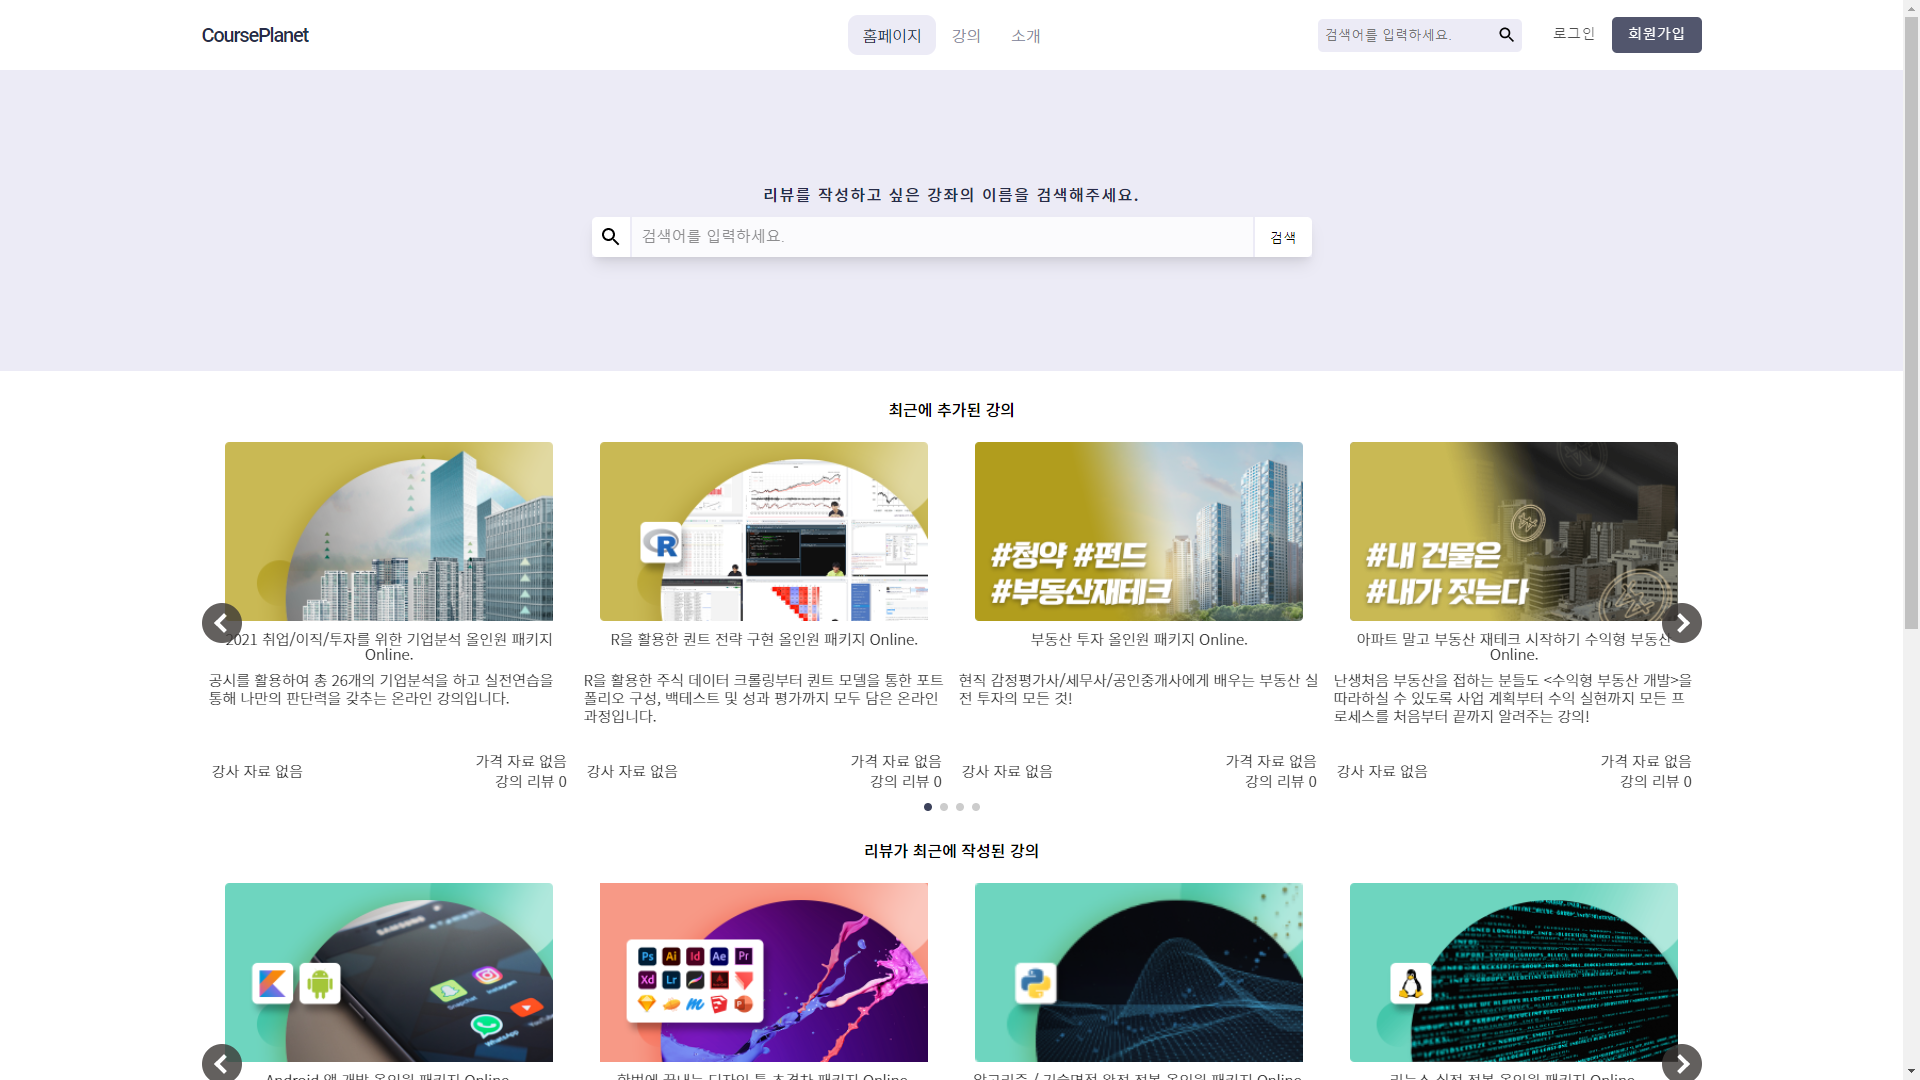 CoursePlanet
홈페이지
강의
소개
검색어를 입력하세요.
로그인
회원가입
리뷰를 작성하고 싶은 강좌의 이름을 검색해주세요.
검색어를 입력하세요.
검색
최근에 추가된 강의
R
#청약 #펀드
#부동산재테크
#내 건물은
#내가 짓는다
2021 취업/이직/투자를 위한 기업분석 올인원 패키지
Online.
공시를 활용하여 총 26개의 기업분석을 하고 실전연습을
통해 나만의 판단력을 갖추는 온라인 강의입니다.
강사 자료 없음
가격 자료 없음
강의 리뷰 0
R을 활용한 퀀트 전략 구현 올인원 패키지 Online.
R을 활용한 주식 데이터 크롤링부터 퀀트 모델을 통한 포트
폴리오 구성, 백테스트 및 성과 평가까지 모두 담은 온라인
과정입니다.
강사 자료 없음
가격 자료 없음
강의 리뷰 0
부동산 투자 올인원 패키지 Online.
현직 감정평가사/세무사/공인중개사에게 배우는 부동산 실
전 투자의 모든 것!
강사 자료 없음
가격 자료 없음
강의 리뷰 0
아파트 말고 부동산 재테크 시작하기 수익형 부동산
Online.
난생처음 부동산을 접하는 분들도 <수익형 부동산 개발>을
따라하실 수 있도록 사업 계획부터 수익 실현까지 모든 프
로세스를 처음부터 끝까지 알려주는 강의!
강사 자료 없음
가격 자료 없음
강의 리뷰 0
리뷰가 최근에 작성된 강의
SAMSUNG
Snapchat
Instagram
WhatsApp
YouTube
Ps Ai Id Ae Pr
Xd Lr
Android 앱 개발 올인원 패키지 Online.
한번에 끝내는 디자인 툴 초격차 패키지 Online.
알고리즘 / 기술면접 완전 정복 올인원 패키지 Online.
리눅스 실전 정복 올인원 패키지 Online.